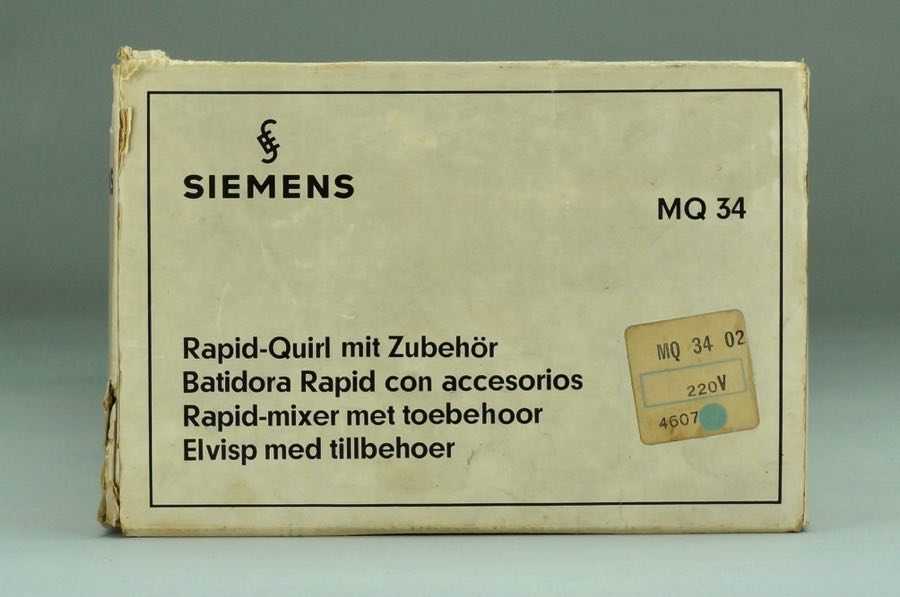 SIEMENS
MQ 34
Rapid-Quirl mit Zubehör
Batidora Rapid con accesorios
Rapid-mixer met toebehoor
Elvisp med tillbehoer
MQ 34 02
220V
4607